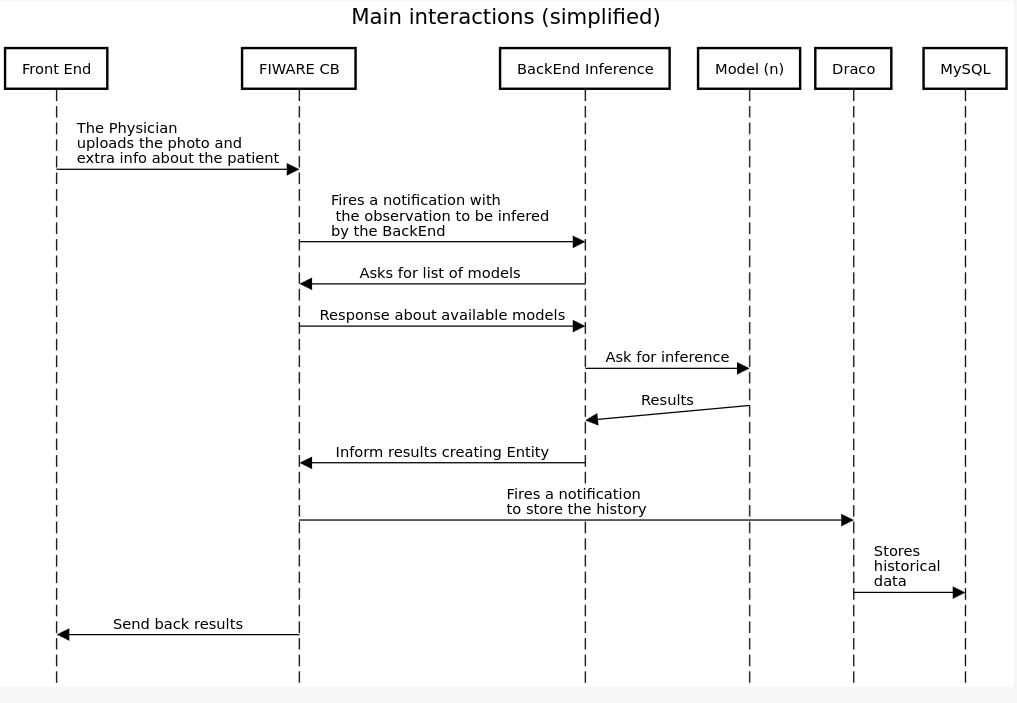 Main interactions (simplified)
Front End
FIWARE CB
BackEnd Inference
Model (n)
Draco
MySQL
The Physician
uploads the photo and
extra info about the patient
Fires a notification with
the observation to be infered
by the BackEnd
Asks for list of models
Response about available models
Ask for inference
Results
Inform results creating Entity
Fires a notification
to store the history
Stores
historical
data
Send back results